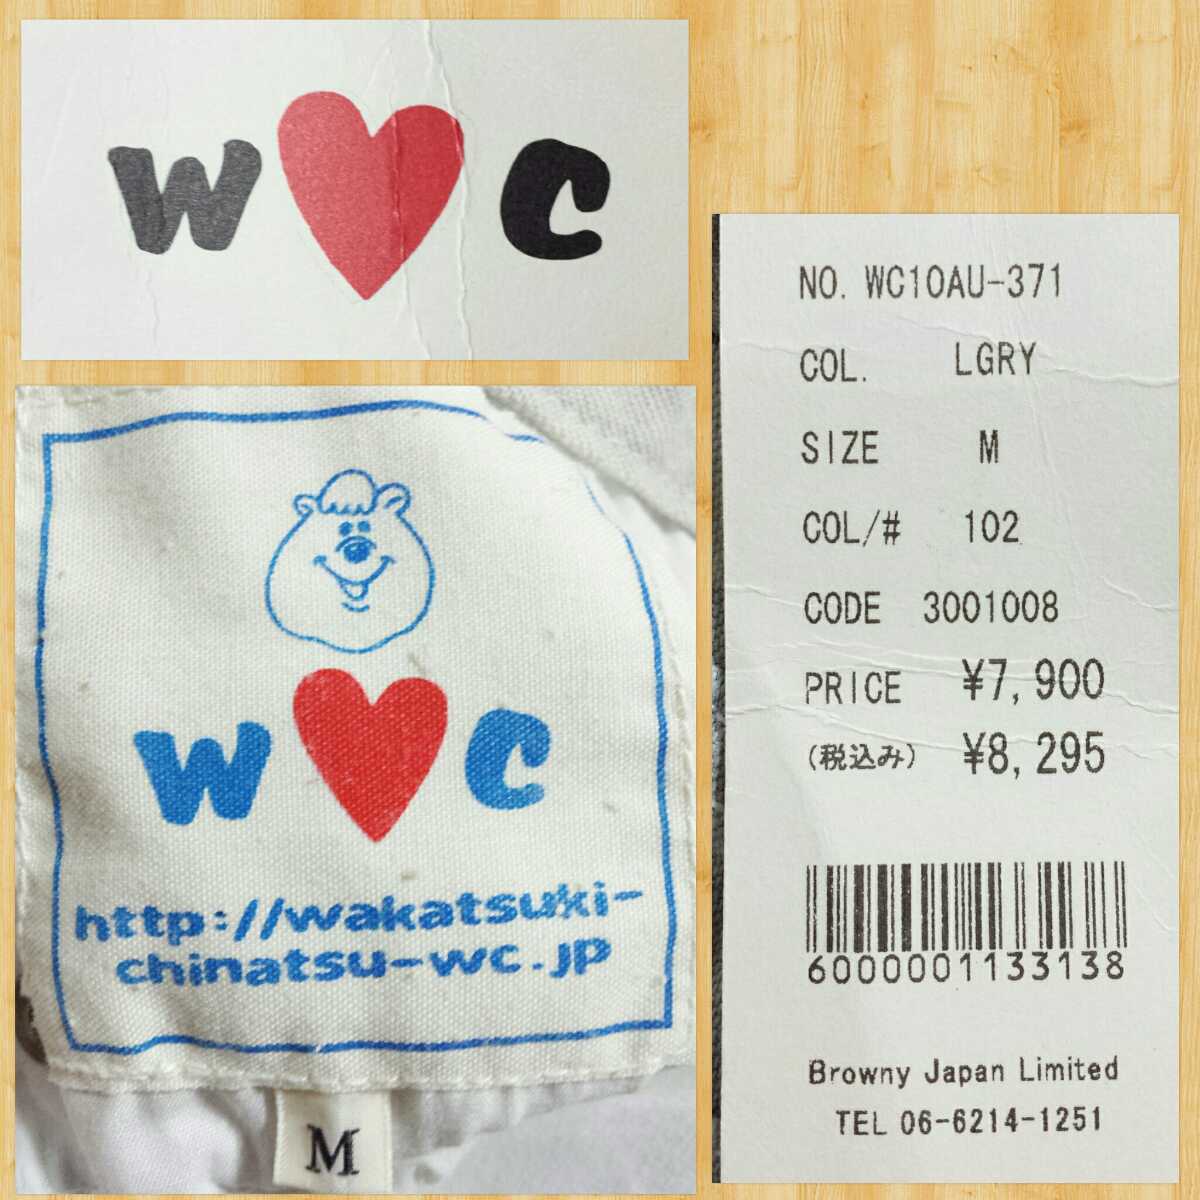 W♥C
W♥C
http://wakatsuki-
chinatsu-wc.jp
M
NO. WC10AU-371
COL. LGRY
SIZE M
COL/# 102
CODE 3001008
PRICE ¥7,900
(税込み) ¥8,295
6000001133138
Browny Japan Limited
TEL 06-6214-1251